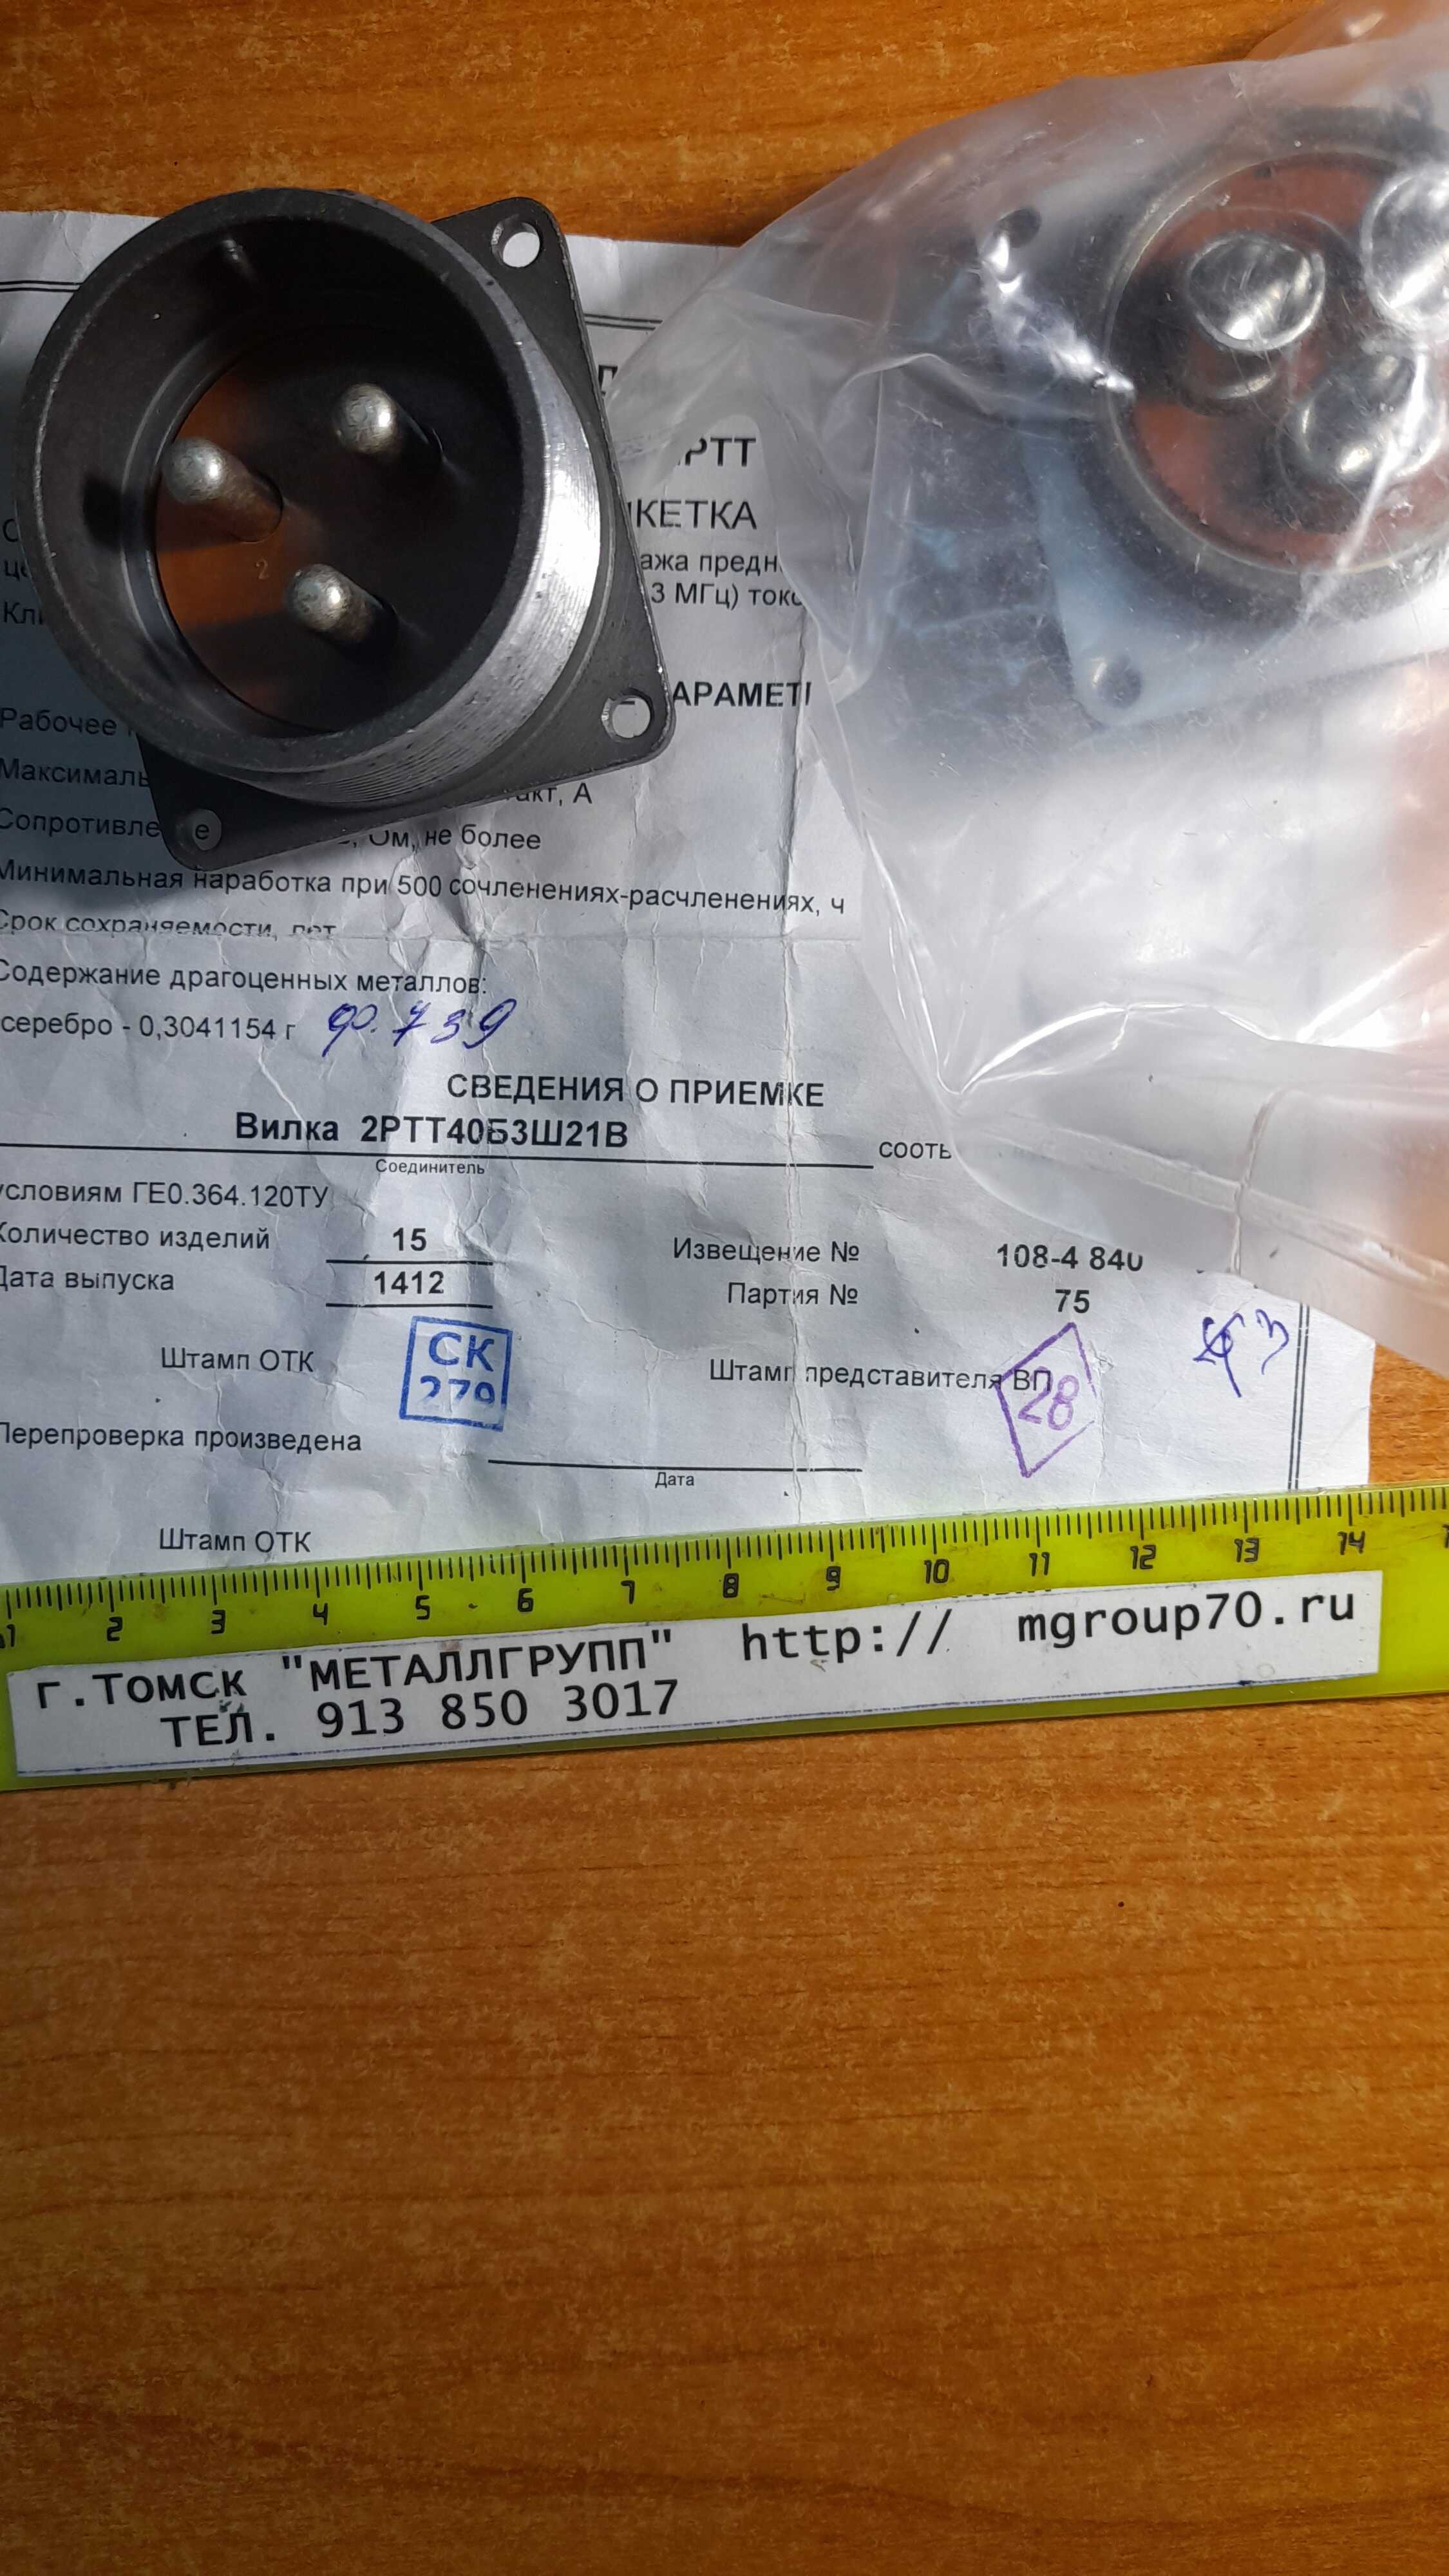 РТТ
КЕТКА
ажа предн
3 МГц) ток
АРАМЕТ
Рабочее
Максималь
акт, А
Сопротивле е Ом, не более
Минимальная наработка при 500 сочленениях-расчленениях, ч
Срок сохраняемости, лет
Содержание драгоценных металлов:
серебро - 0,3041154 г ф. 739
СВЕДЕНИЯ О ПРИЕМКЕ
Вилка 2РТТ40Б3Ш21В
соотв
Соединитель
условиям ГЕ0.364.120ТУ
Количество изделий 15 Извещение № 108-4 840
Дата выпуска 1412 Партия № 75
Штамп ОТК СК 279 Штамп представителя ВП 28
Перепроверка произведена
Дата
Штамп ОТК
1 2 3 4 5 6 7 8 9 10 11 12 13 14
г.Томск "МЕТАЛЛГРУПП" http:// mgroup70.ru
ТЕЛ. 913 850 3017